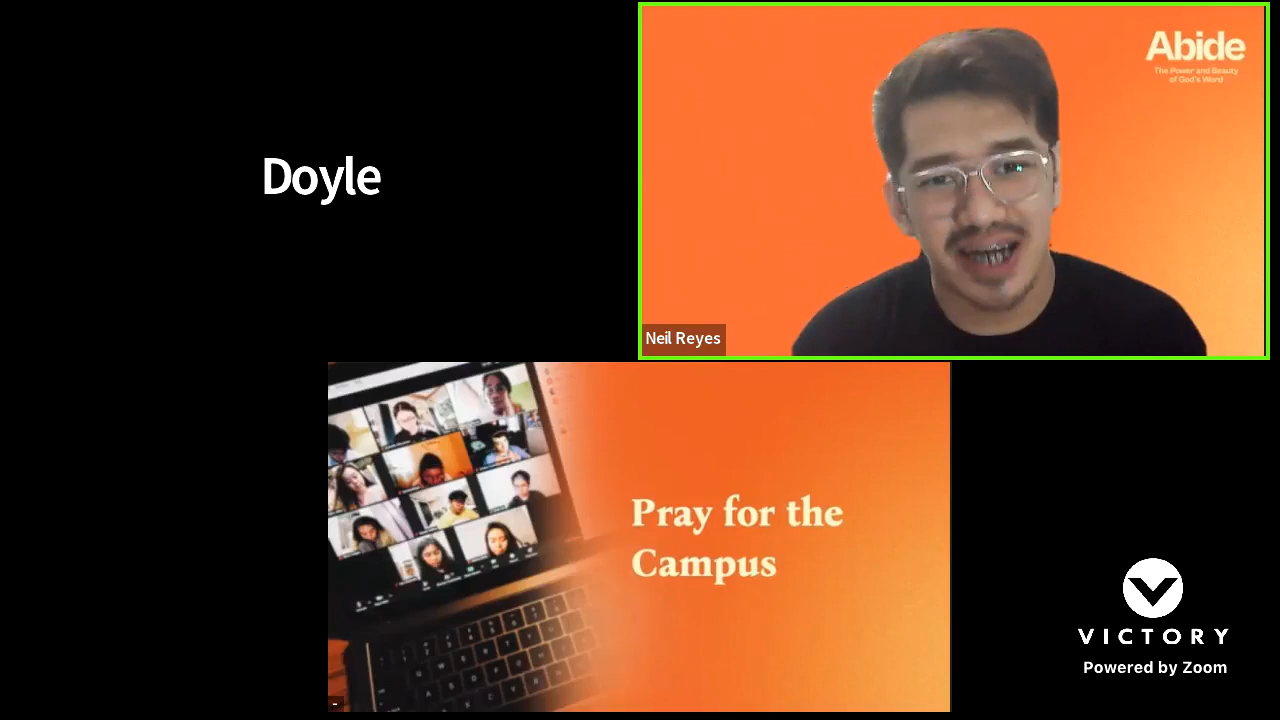 Doyle
Abide
The Power and Beauty
of God's Word
Neil Reyes
Pray for the
Campus
VICTORY
Powered by Zoom
-